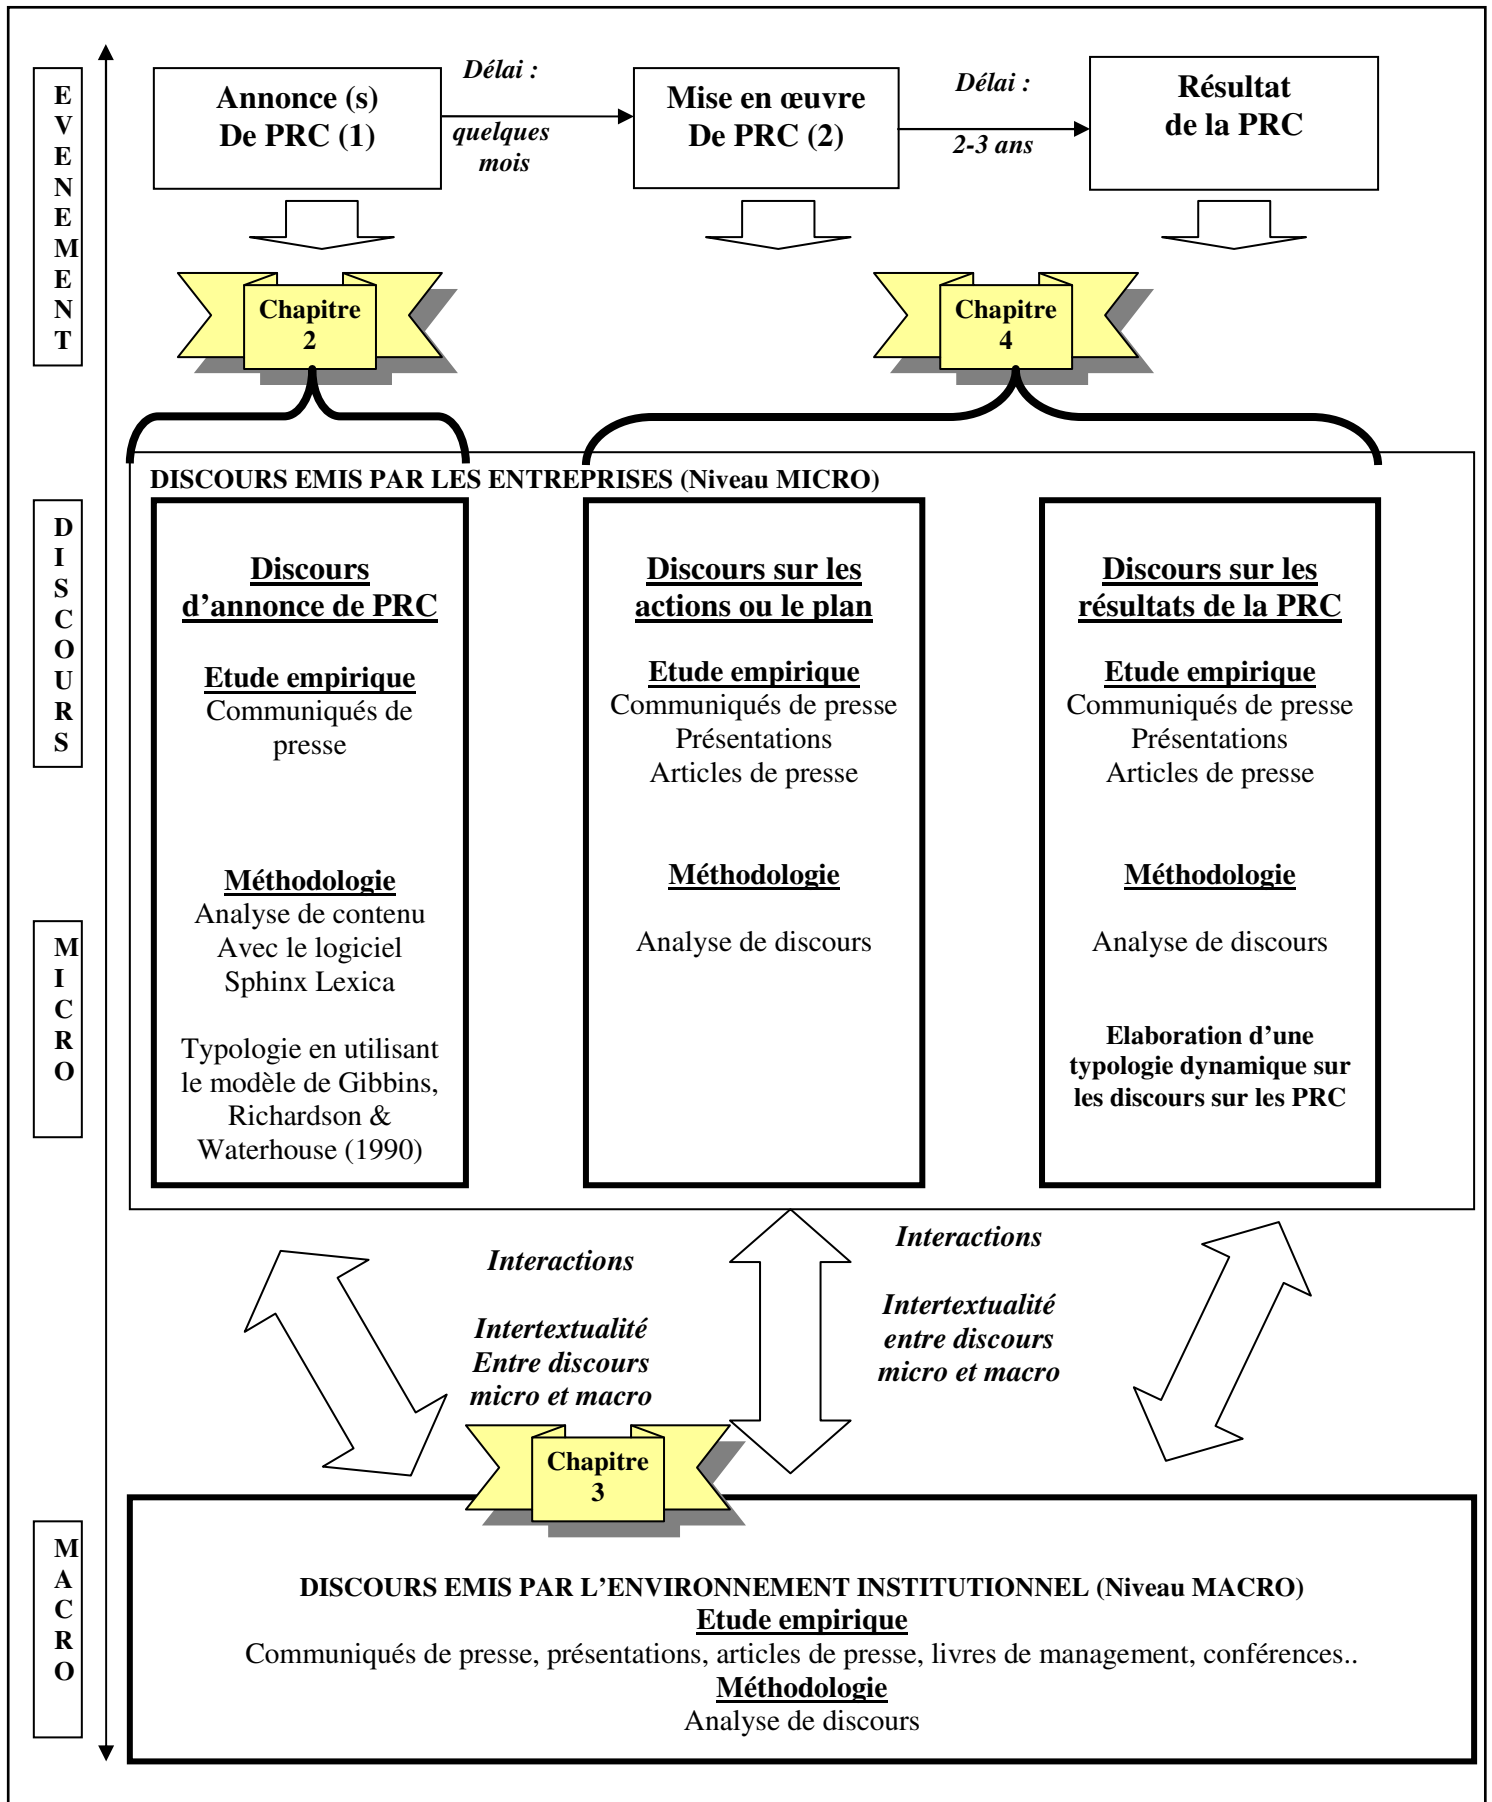 EVENEMENT
Annonce (s)
De PRC (1)
Délai :
quelques
mois
Mise en œuvre
De PRC (2)
Délai :
2-3 ans
Résultat
de la PRC
Chapitre
2
Chapitre
4
DISCOURS
MICRO
DISCOURS EMIS PAR LES ENTREPRISES (Niveau MICRO)
Discours
d’annonce de PRC
Etude empirique
Communiqués de
presse
Méthodologie
Analyse de contenu
Avec le logiciel
Sphinx Lexica
Typologie en utilisant
le modèle de Gibbins,
Richardson &
Waterhouse (1990)
Discours sur les
actions ou le plan
Etude empirique
Communiqués de presse
Présentations
Articles de presse
Méthodologie
Analyse de discours
Discours sur les
résultats de la PRC
Etude empirique
Communiqués de presse
Présentations
Articles de presse
Méthodologie
Analyse de discours
Elaboration d’une
typologie dynamique sur
les discours sur les PRC
Interactions
Intertextualité
Entre discours
micro et macro
Interactions
Intertextualité
entre discours
micro et macro
Chapitre
3
MACRO
DISCOURS EMIS PAR L’ENVIRONNEMENT INSTITUTIONNEL (Niveau MACRO)
Etude empirique
Communiqués de presse, présentations, articles de presse, livres de management, conférences..
Méthodologie
Analyse de discours